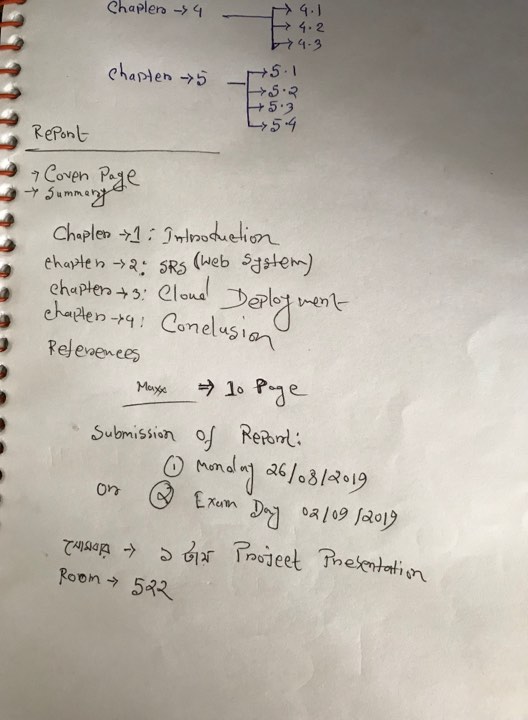 Chapter → 4 → 4.1
→ 4.2
→ 4.3
Chapter → 5 → 5.1
→ 5.2
→ 5.3
→ 5.4
Report
→ Cover Page
→ Summary
Chapter → 1 : Introduction
Chapter → 2 : SRS (Web System)
Chapter → 3 : Cloud Deployment
Chapter → 4 : Conclusion
References
Max ⇒ 10 Page
Submission of Report:
① Monday 26/08/2019
or ② Exam Day 02/09/2019
সোমবার → ১ টায় Project Presentation
Room → 522